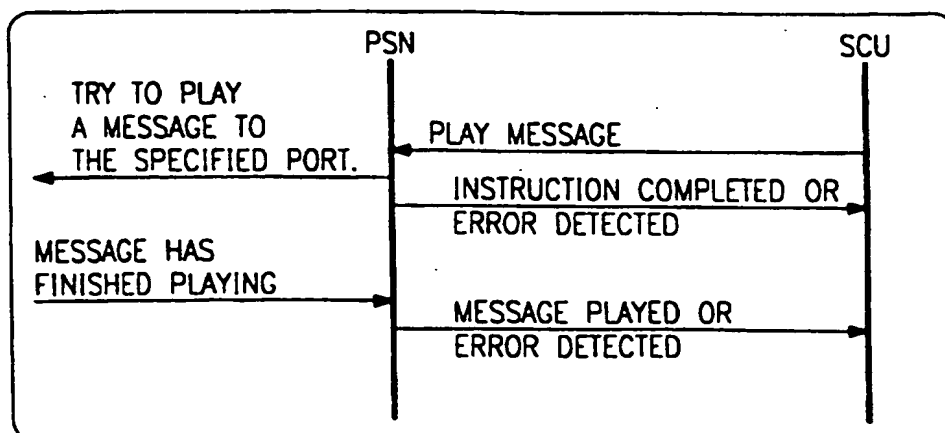 PSN
SCU
TRY TO PLAY
A MESSAGE TO
THE SPECIFIED PORT.
PLAY MESSAGE
INSTRUCTION COMPLETED OR
ERROR DETECTED
MESSAGE HAS
FINISHED PLAYING
MESSAGE PLAYED OR
ERROR DETECTED